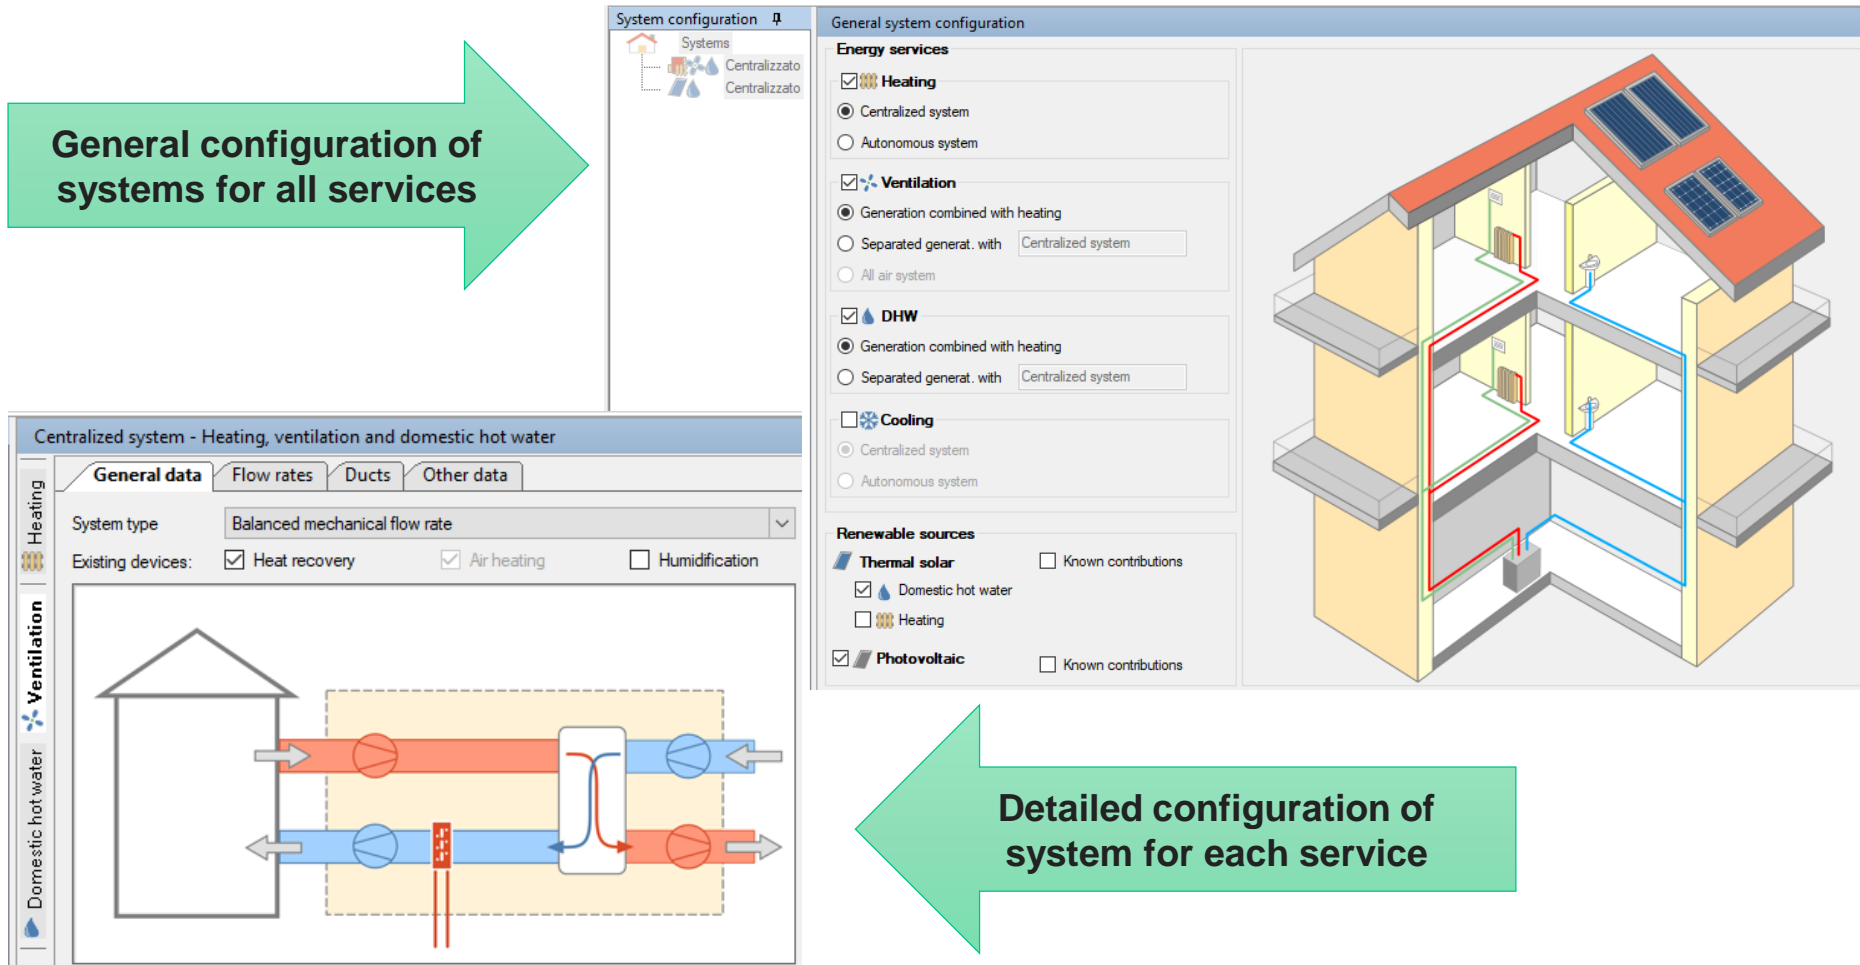 General configuration of
systems for all services
System configuration
Systems
Centralizzato
Centralizzato
General system configuration
Energy services
Heating
Centralized system
Autonomous system
Ventilation
Generation combined with heating
Separated generat. with Centralized system
All air system
DHW
Generation combined with heating
Separated generat. with Centralized system
Cooling
Centralized system
Autonomous system
Renewable sources
Thermal solar Known contributions
Domestic hot water
Heating
Photovoltaic Known contributions
Centralized system - Heating, ventilation and domestic hot water
Heating
Ventilation
Domestic hot water
General data Flow rates Ducts Other data
System type Balanced mechanical flow rate
Existing devices: Heat recovery Air heating Humidification
Detailed configuration of
system for each service